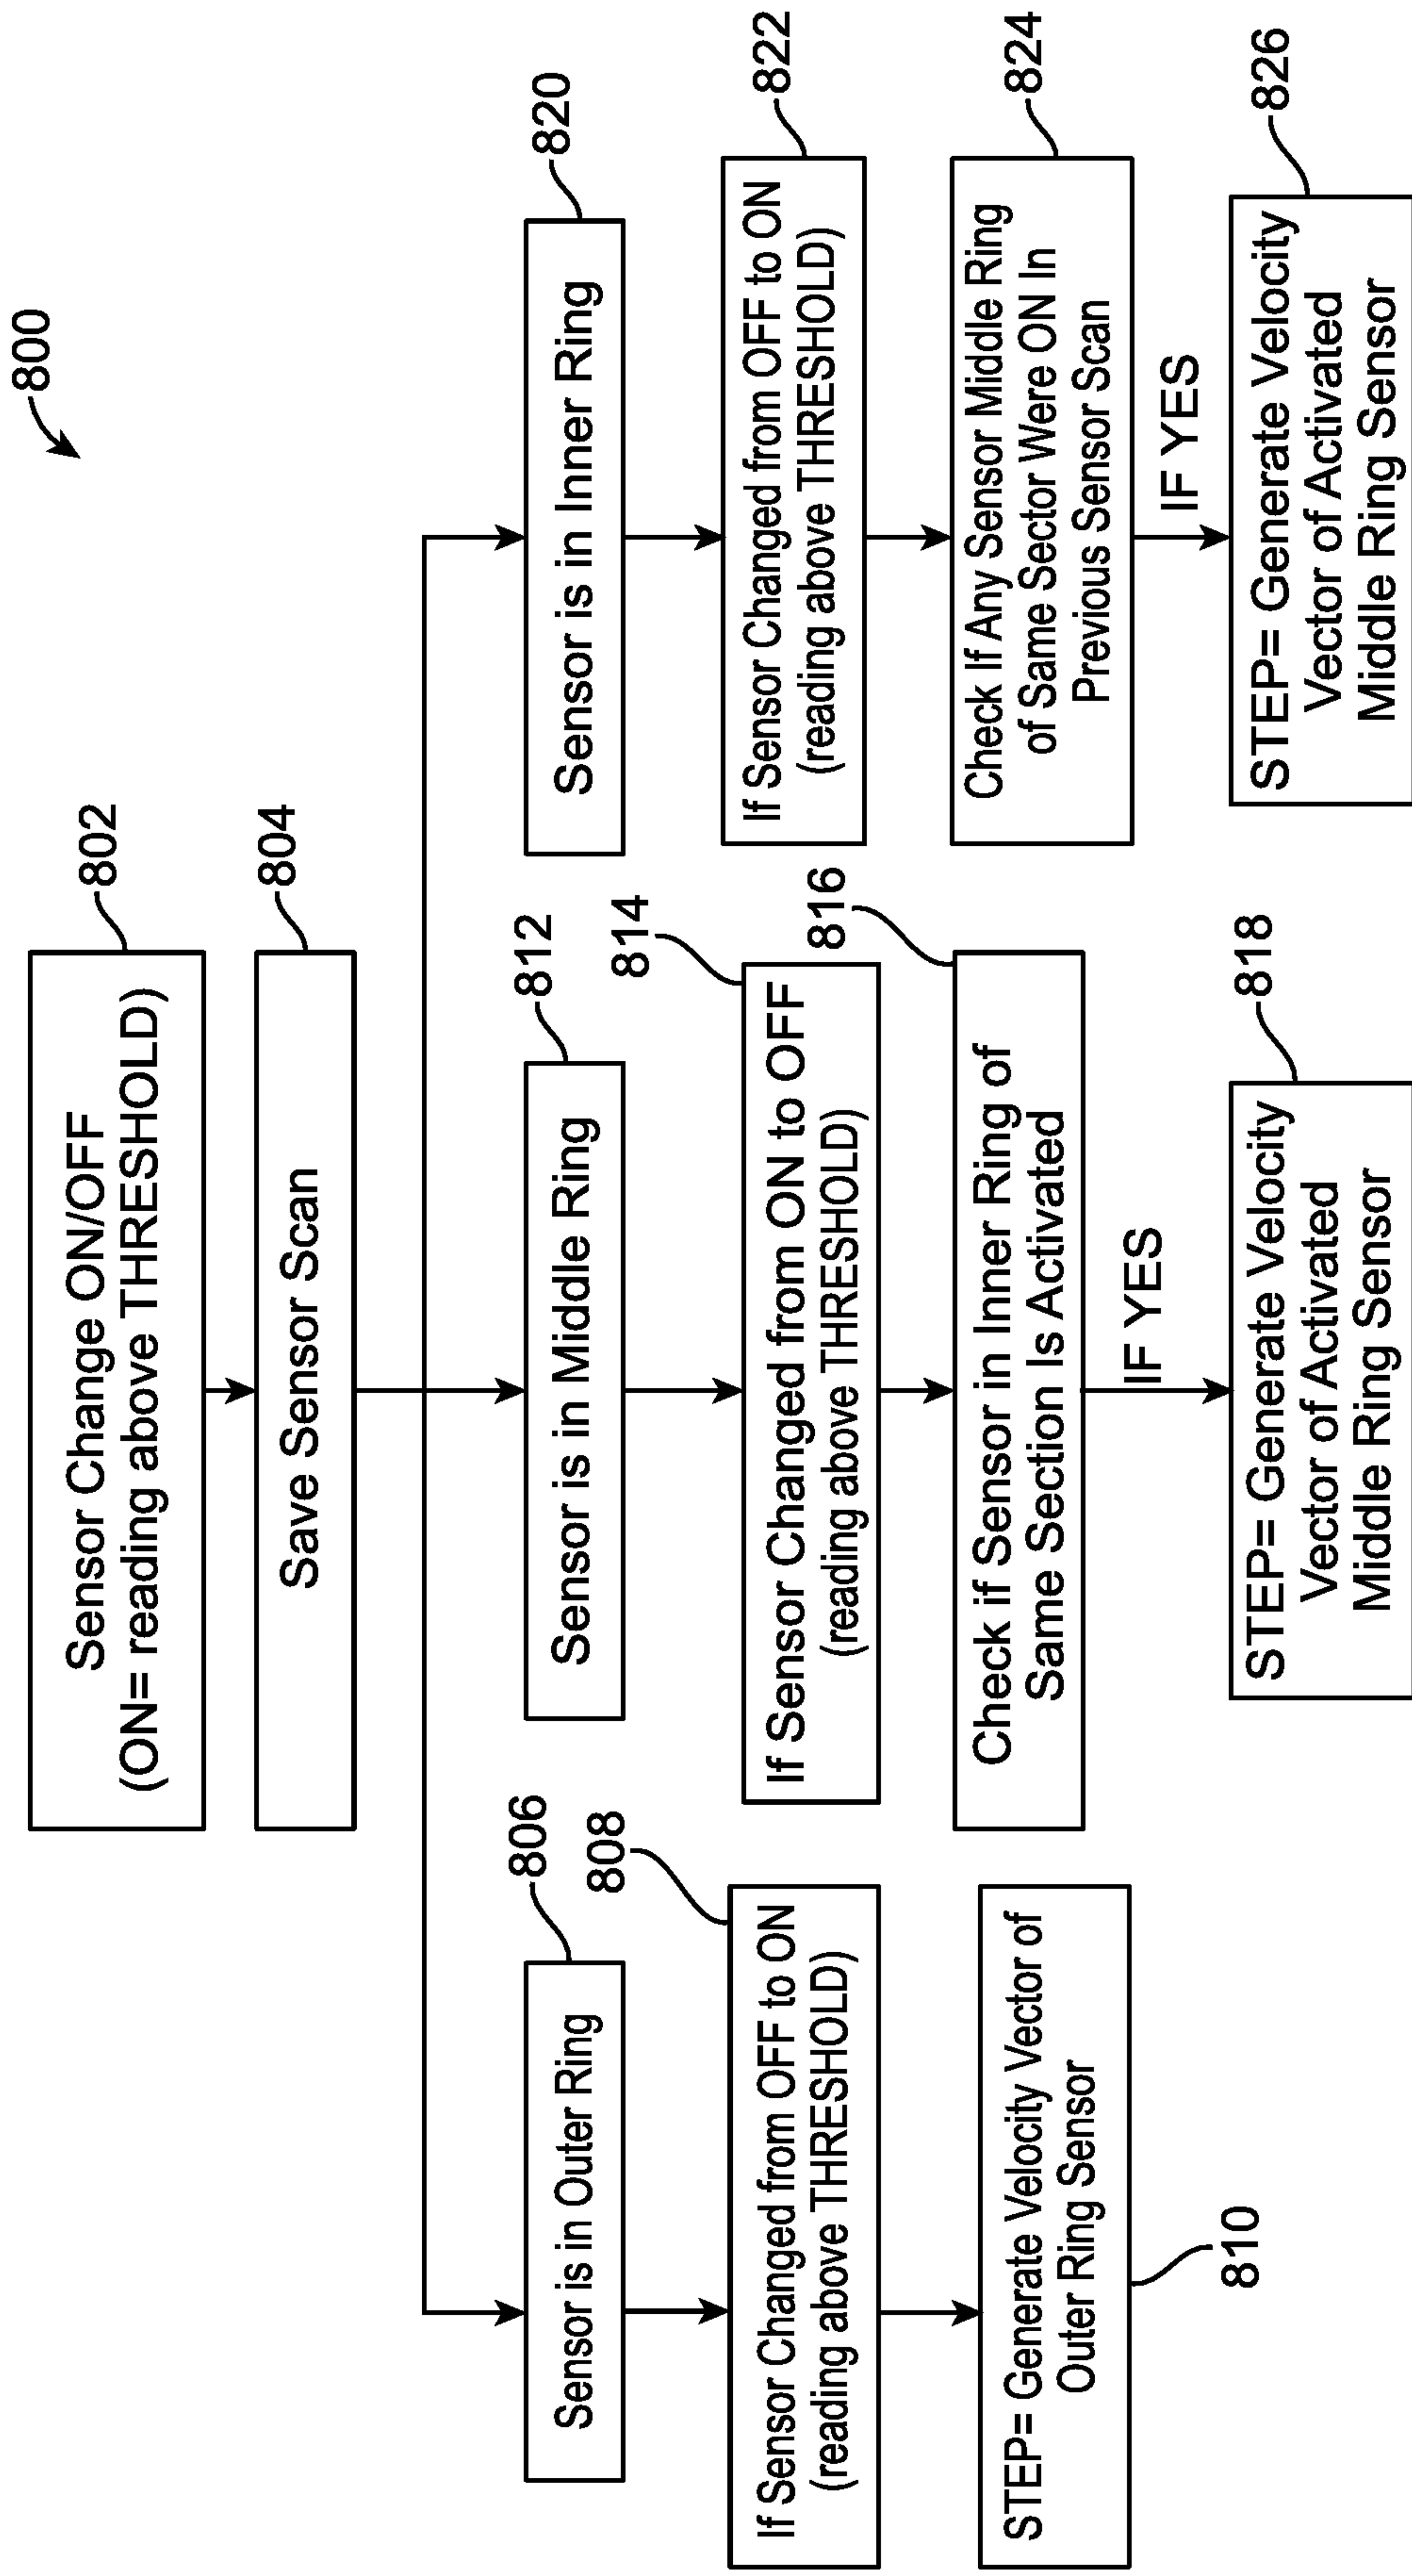 800
Sensor Change ON/OFF
(ON= reading above THRESHOLD)
802
Save Sensor Scan
804
Sensor is in Outer Ring
806
If Sensor Changed from OFF to ON
(reading above THRESHOLD)
808
STEP= Generate Velocity Vector of
Outer Ring Sensor
810
Sensor is in Middle Ring
812
If Sensor Changed from ON to OFF
(reading above THRESHOLD)
814
Check if Sensor in Inner Ring of
Same Section Is Activated
816
IF YES
STEP= Generate Velocity
Vector of Activated
Middle Ring Sensor
818
Sensor is in Inner Ring
820
If Sensor Changed from OFF to ON
(reading above THRESHOLD)
822
Check If Any Sensor Middle Ring
of Same Sector Were ON In
Previous Sensor Scan
824
IF YES
STEP= Generate Velocity
Vector of Activated
Middle Ring Sensor
826